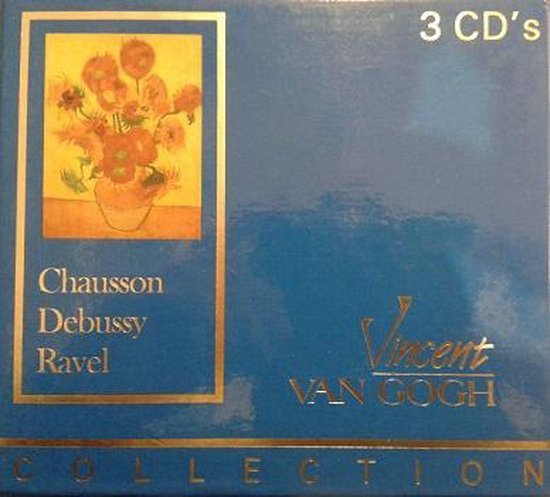 3 CD's
Chausson
Debussy
Ravel
Vincent
VAN GOGH
COLLECTION